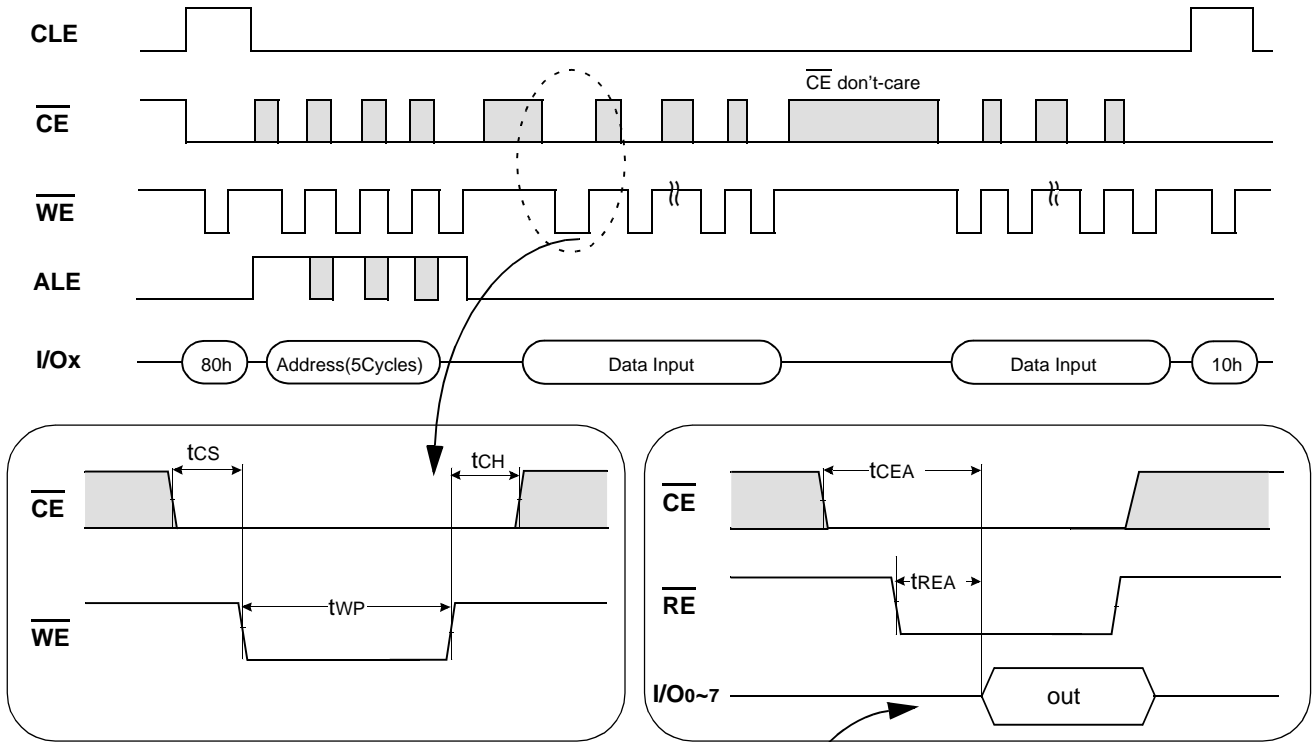 CLE
CE don't-care
CE
WE
ALE
I/Ox 80h Address(5Cycles) Data Input Data Input 10h
tCS tCH
CE
tWP
WE
tCEA
CE
tREA
RE
I/O0~7 out